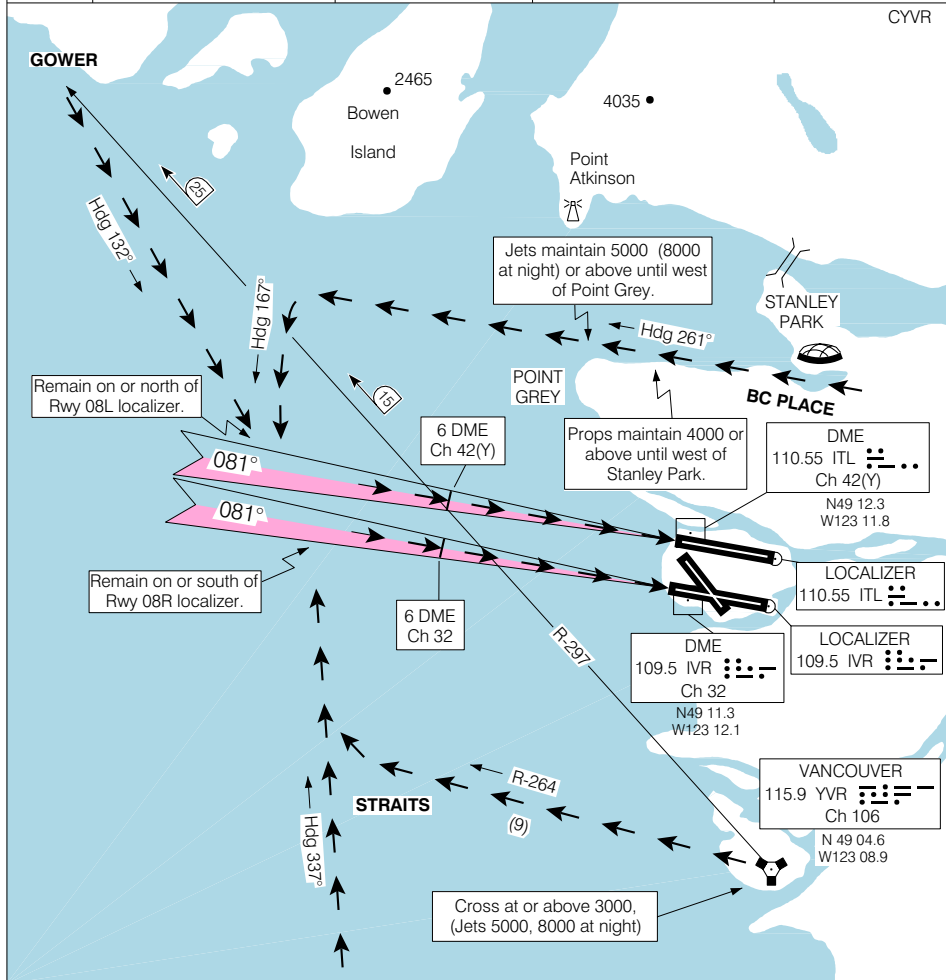 CYVR
GOWER
2465
Bowen
Island
4035
Point
Atkinson
25
Hdg 132°
Jets maintain 5000 (8000
at night) or above until west
of Point Grey.
Hdg 167°
STANLEY
PARK
Hdg 261°
Remain on or north of
Rwy 08L localizer.
15
POINT
GREY
BC PLACE
6 DME
Ch 42(Y)
Props maintain 4000 or
above until west of
Stanley Park.
DME
110.55 ITL
Ch 42(Y)
N49 12.3
W123 11.8
081°
081°
Remain on or south of
Rwy 08R localizer.
6 DME
Ch 32
LOCALIZER
110.55 ITL
LOCALIZER
109.5 IVR
DME
109.5 IVR
Ch 32
N49 11.3
W123 12.1
R-297
R-264
(9)
STRAITS
Hdg 337°
VANCOUVER
115.9 YVR
Ch 106
N 49 04.6
W123 08.9
Cross at or above 3000,
(Jets 5000, 8000 at night)